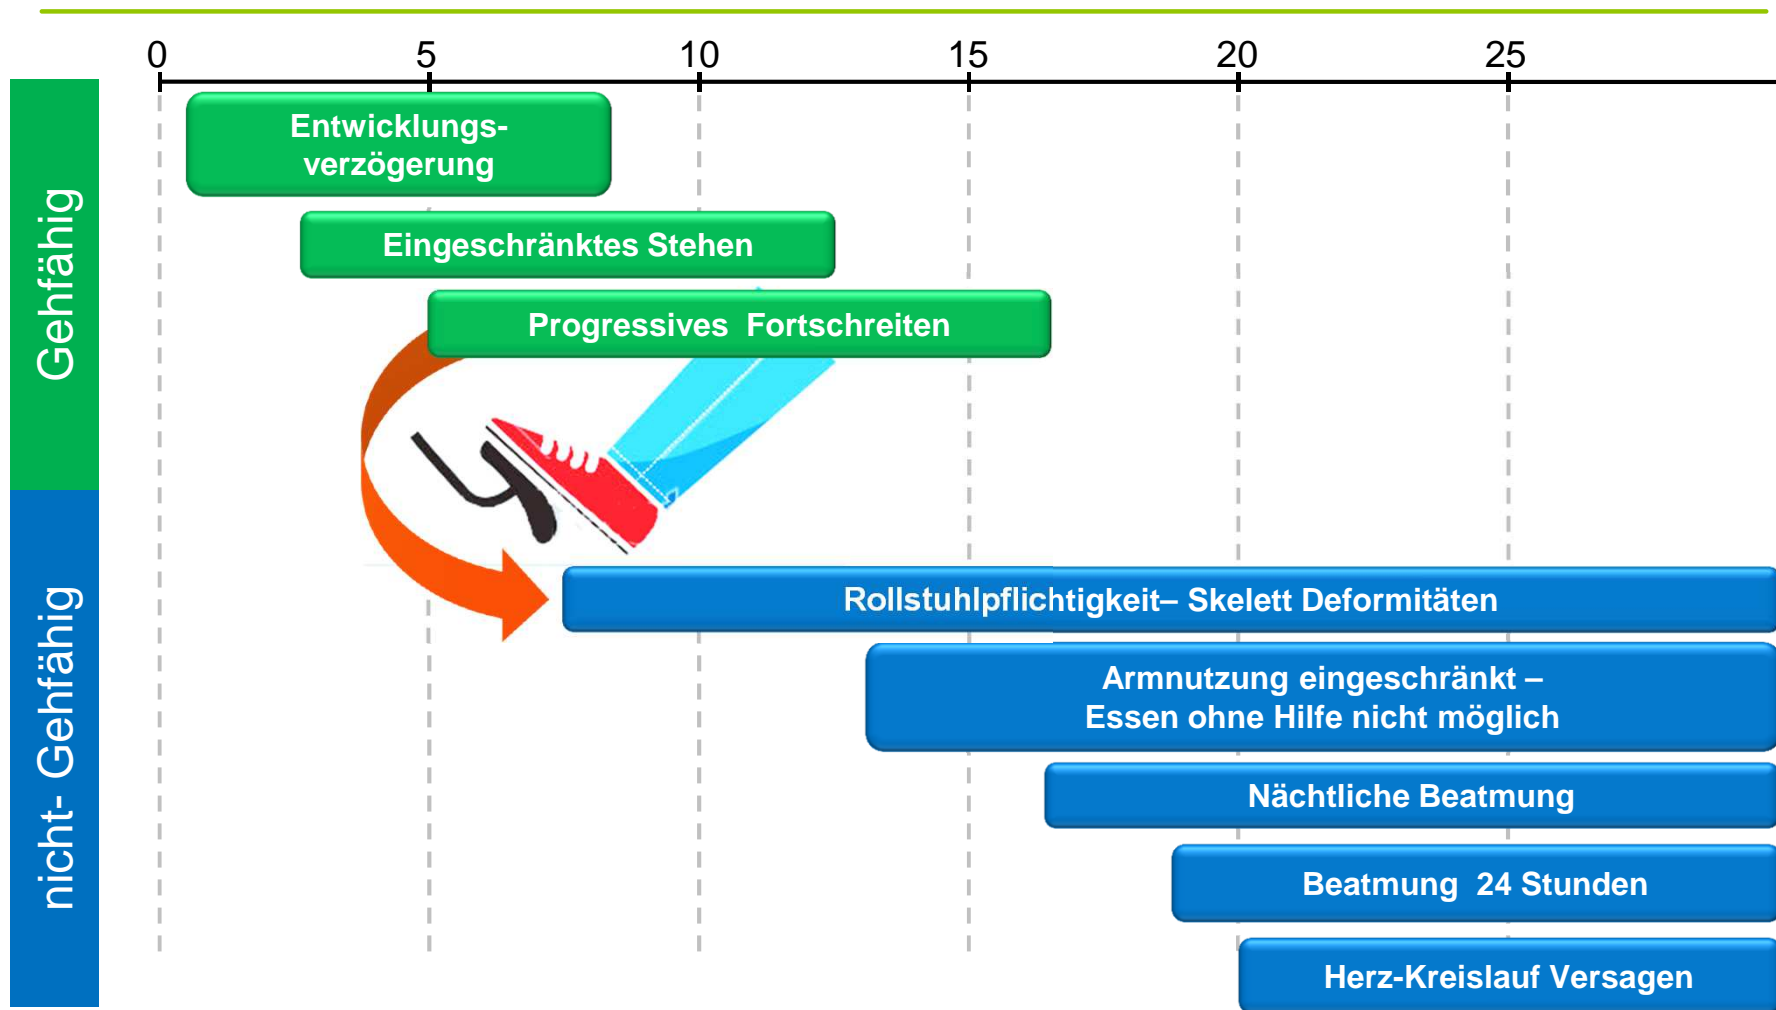 0 5 10 15 20 25
Gehfähig
Entwicklungs-
verzögerung
Eingeschränktes Stehen
Progressives  Fortschreiten
nicht- Gehfähig
Rollstuhlpflichtigkeit– Skelett Deformitäten
Armnutzung eingeschränkt –
Essen ohne Hilfe nicht möglich
Nächtliche Beatmung
Beatmung  24 Stunden
Herz-Kreislauf Versagen